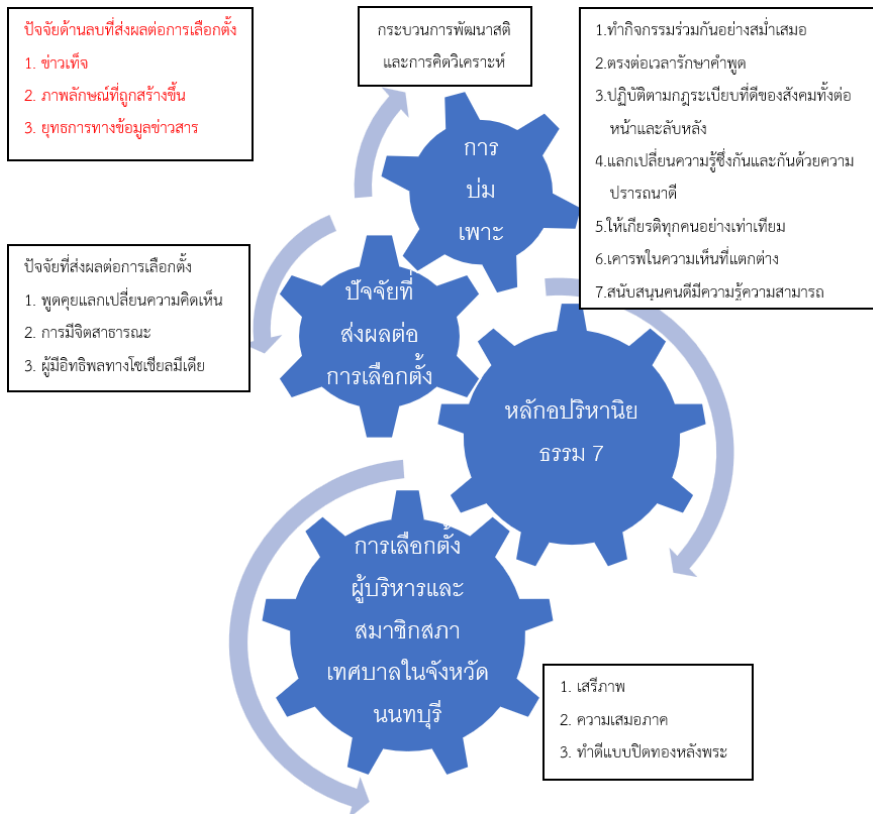 ปัจจัยด้านลบที่ส่งผลต่อการเลือกตั้ง
1. ข่าวเท็จ
2. ภาพลักษณ์ที่ถูกสร้างขึ้น
3. ยุทธการทางข้อมูลข่าวสาร
กระบวนการพัฒนาสติ
และการคิดวิเคราะห์
1.ทำกิจกรรมร่วมกันอย่างสม่ำเสมอ
2.ตรงต่อเวลารักษาคำพูด
3.ปฏิบัติตามกฎระเบียบที่ดีของสังคมทั้งต่อ
หน้าและลับหลัง
4.แลกเปลี่ยนความรู้ซึ่งกันและกันด้วยความ
ปรารถนาดี
5.ให้เกียรติทุกคนอย่างเท่าเทียม
6.เคารพในความเห็นที่แตกต่าง
7.สนับสนุนคนดีมีความรู้ความสามารถ
การ
บ่ม
เพาะ
ปัจจัยที่ส่งผลต่อการเลือกตั้ง
1. พูดคุยแลกเปลี่ยนความคิดเห็น
2. การมีจิตสาธารณะ
3. ผู้มีอิทธิพลทางโซเชียลมีเดีย
ปัจจัยที่
ส่งผลต่อ
การเลือกตั้ง
หลักอปริหานิย
ธรรม 7
การเลือกตั้ง
ผู้บริหารและ
สมาชิกสภา
เทศบาลในจังหวัด
นนทบุรี
1. เสรีภาพ
2. ความเสมอภาค
3. ทำดีแบบปิดทองหลังพระ